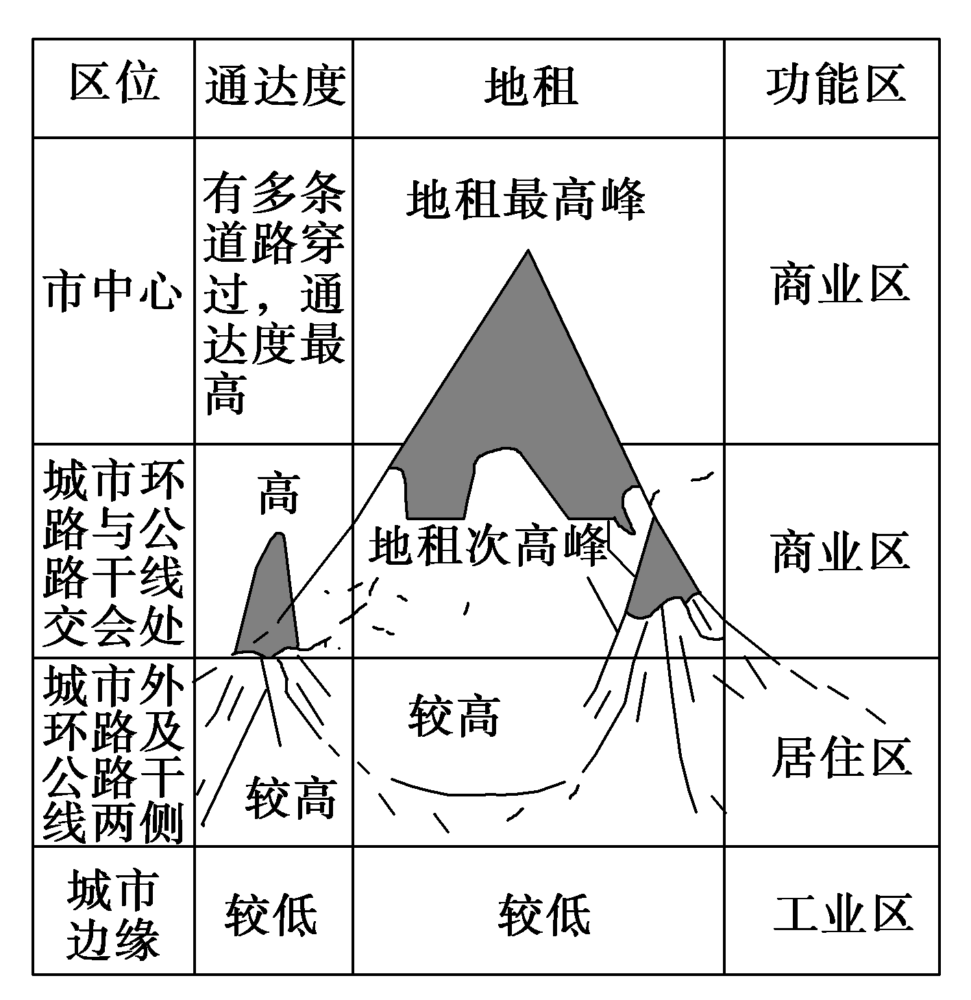 区位
通达度
地租
功能区
市中心
有多条
道路穿
过，通
达度最
高
地租最高峰
商业区
城市环
路与公
路干线
交会处
高
地租次高峰
商业区
城市外
环路及
公路干
线两侧
较高
较高
居住区
城市
边缘
较低
较低
工业区